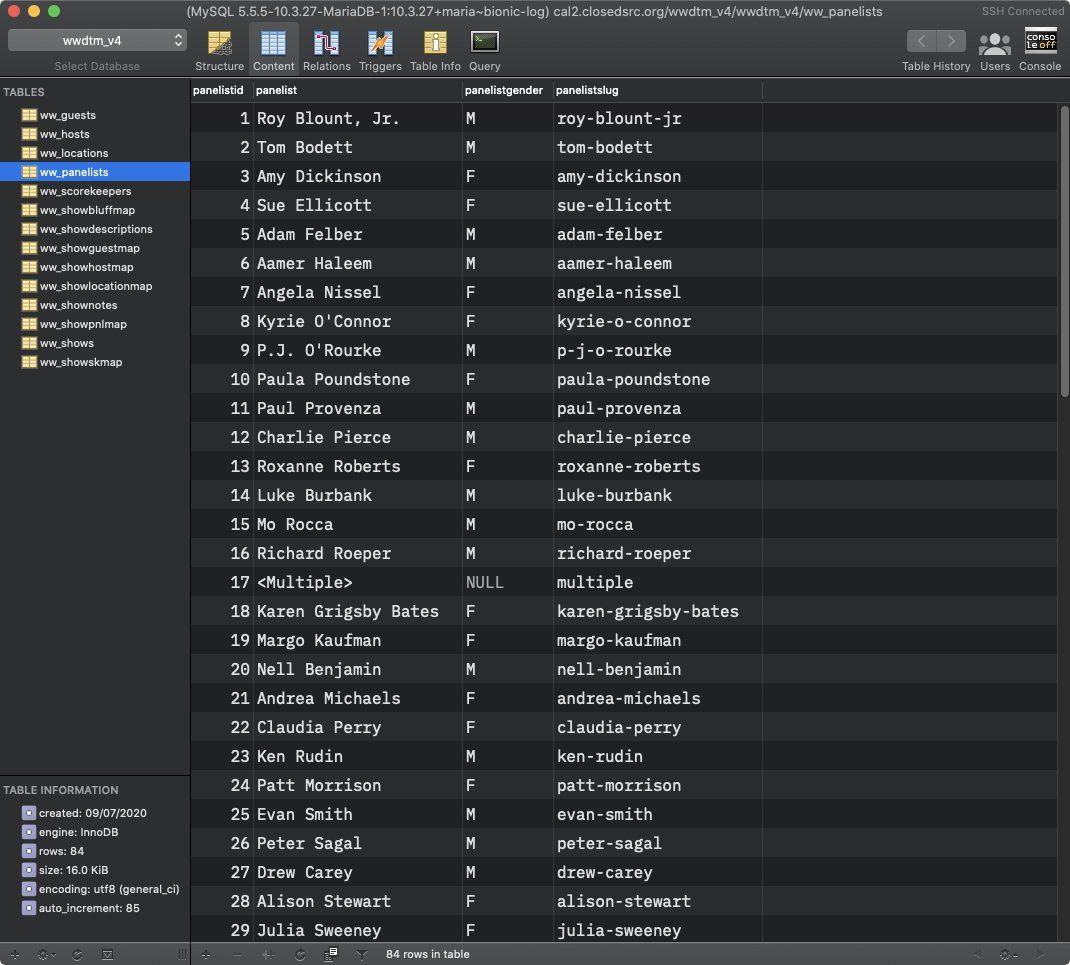 (MySQL 5.5.5-10.3.27-MariaDB-1:10.3.27+maria~bionic-log) cal2.closedsrc.org/wwdtm_v4/wwdtm_v4/ww_panelists
SSH Connected
wwdtm_v4
Select Database
Structure Content Relations Triggers Table Info Query
Table History Users Console
conso
le off
TABLES
ww_guests
ww_hosts
ww_locations
ww_panelists
ww_scorekeepers
ww_showbluffmap
ww_showdescriptions
ww_showguestmap
ww_showhostmap
ww_showlocationmap
ww_shownotes
ww_showpnlmap
ww_shows
ww_showskmap
TABLE INFORMATION
created: 09/07/2020
engine: InnoDB
rows: 84
size: 16.0 KiB
encoding: utf8 (general_ci)
auto_increment: 85
panelistid panelist panelistgender panelistslug
1 Roy Blount, Jr. M roy-blount-jr
2 Tom Bodett M tom-bodett
3 Amy Dickinson F amy-dickinson
4 Sue Ellicott F sue-ellicott
5 Adam Felber M adam-felber
6 Aamer Haleem M aamer-haleem
7 Angela Nissel F angela-nissel
8 Kyrie O'Connor F kyrie-o-connor
9 P.J. O'Rourke M p-j-o-rourke
10 Paula Poundstone F paula-poundstone
11 Paul Provenza M paul-provenza
12 Charlie Pierce M charlie-pierce
13 Roxanne Roberts F roxanne-roberts
14 Luke Burbank M luke-burbank
15 Mo Rocca M mo-rocca
16 Richard Roeper M richard-roeper
17 <Multiple> NULL multiple
18 Karen Grigsby Bates F karen-grigsby-bates
19 Margo Kaufman F margo-kaufman
20 Nell Benjamin M nell-benjamin
21 Andrea Michaels F andrea-michaels
22 Claudia Perry F claudia-perry
23 Ken Rudin M ken-rudin
24 Patt Morrison F patt-morrison
25 Evan Smith M evan-smith
26 Peter Sagal M peter-sagal
27 Drew Carey M drew-carey
28 Alison Stewart F alison-stewart
29 Julia Sweeney F julia-sweeney
84 rows in table